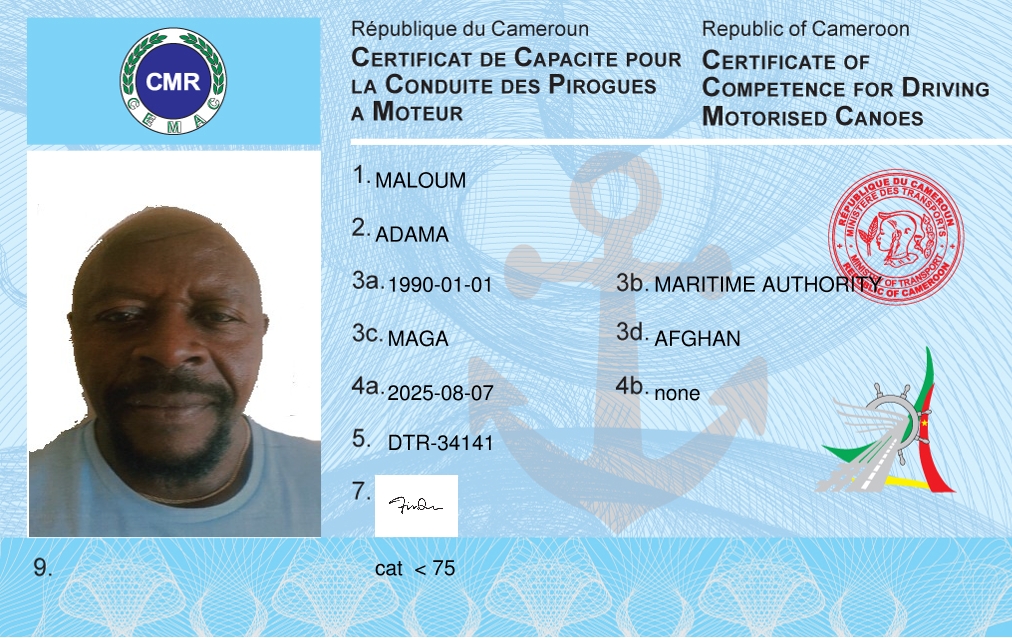 CMR
CEMAC
République du Cameroun
CERTIFICAT DE CAPACITE POUR
LA CONDUITE DES PIROGUES
A MOTEUR
Republic of Cameroon
CERTIFICATE OF
COMPETENCE FOR DRIVING
MOTORISED CANOES
1. MALOUM
2. ADAMA
3a. 1990-01-01
3b. MARITIME AUTHORITY
3c. MAGA
3d. AFGHAN
4a. 2025-08-07
4b. none
5. DTR-34141
7.
9. cat < 75
RÉPUBLIQUE DU CAMEROUN
MINISTÈRE DES TRANSPORTS
MINISTRY OF TRANSPORT
REPUBLIC OF CAMEROON